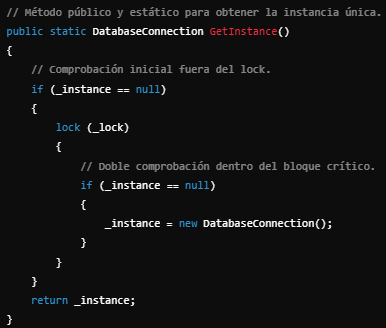 // Método público y estático para obtener la instancia única.
public static DatabaseConnection GetInstance()
{
    // Comprobación inicial fuera del lock.
    if (_instance == null)
    {
        lock (_lock)
        {
            // Doble comprobación dentro del bloque crítico.
            if (_instance == null)
            {
                _instance = new DatabaseConnection();
            }
        }
    }
    return _instance;
}